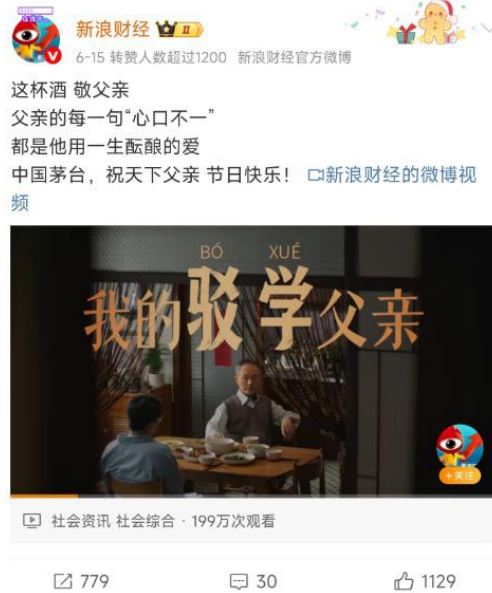 新浪财经 II
6-15 转赞人数超过1200 新浪财经官方微博
这杯酒 敬父亲
父亲的每一句“心口不一”
都是他用一生酝酿的爱
中国茅台，祝天下父亲 节日快乐！ 新浪财经的微博视
频
BÓ XUÉ
我的驳学父亲
+关注
社会资讯 社会综合 · 199万次观看
779 30 1129